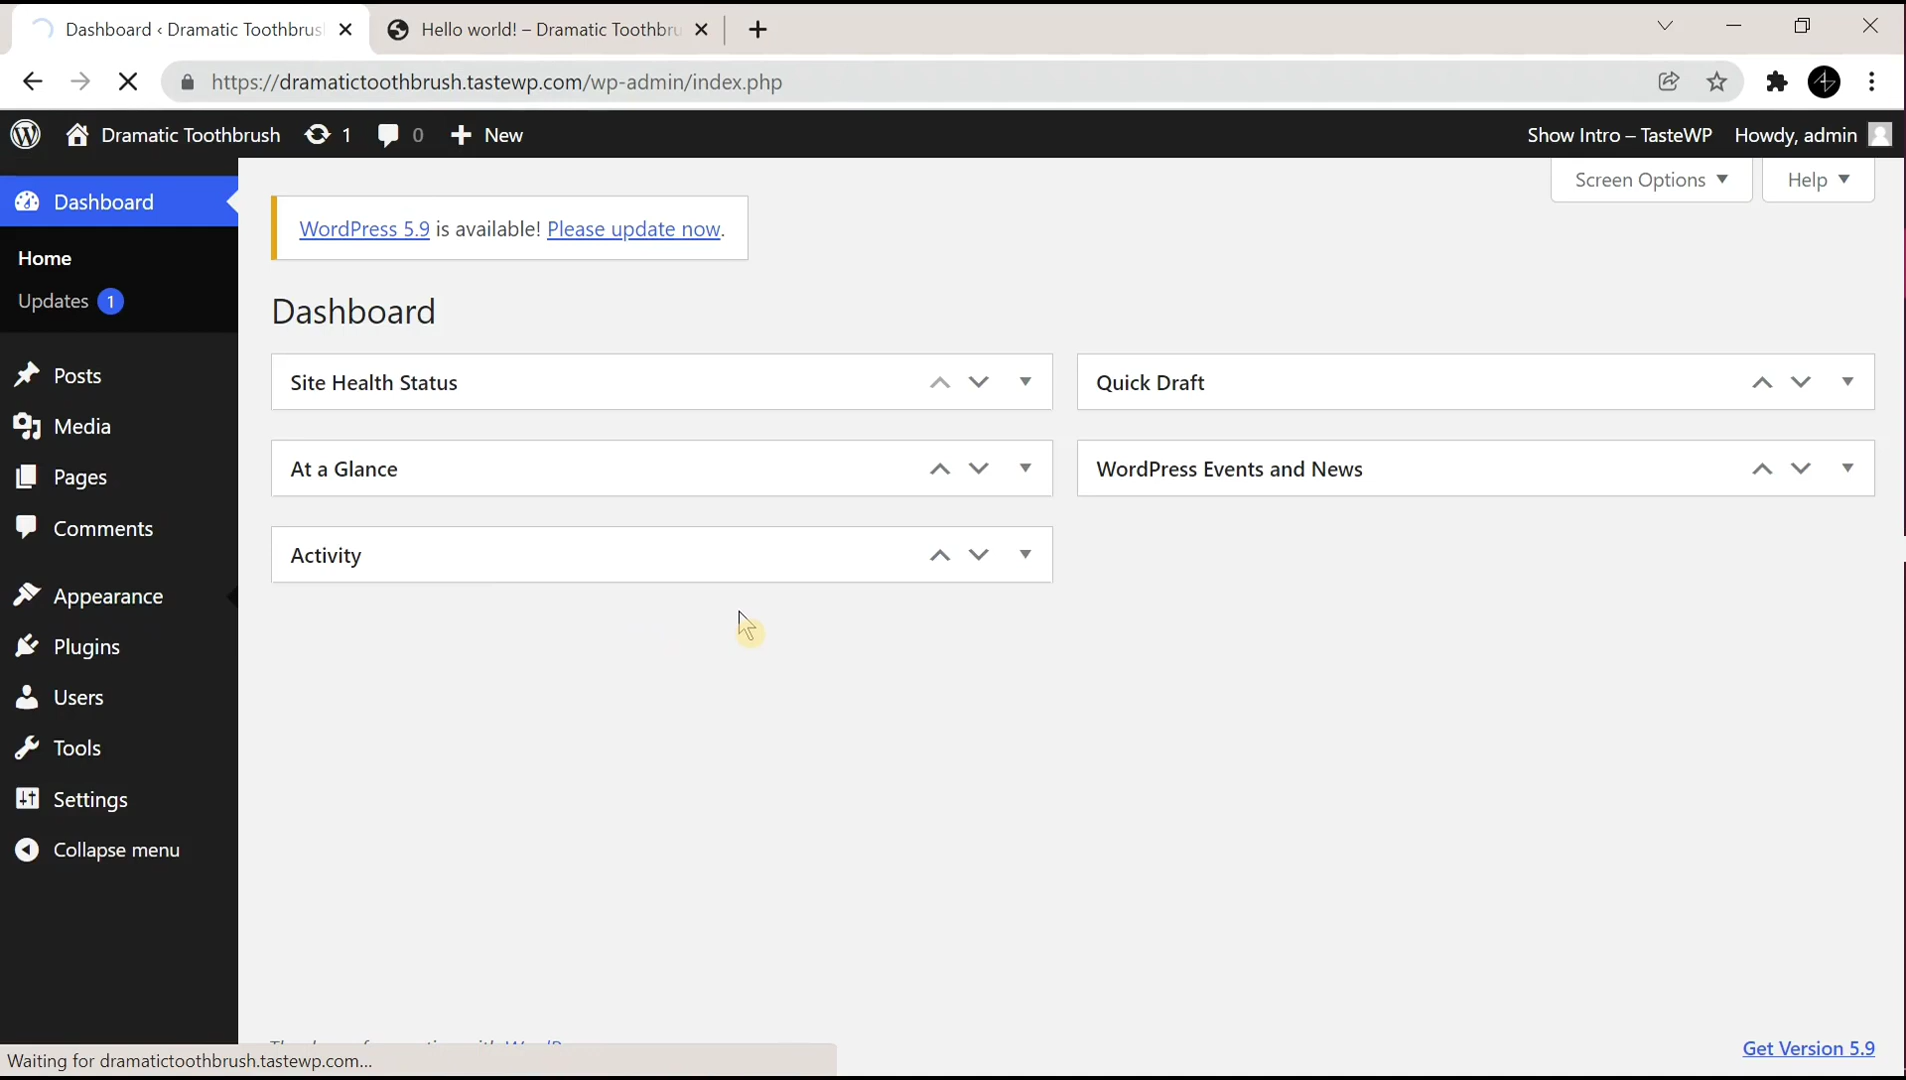 Dashboard ‹ Dramatic Toothbrus
Hello world! – Dramatic Toothbru
https://dramatictoothbrush.tastewp.com/wp-admin/index.php
Dramatic Toothbrush 1 0 New
Show Intro – TasteWP Howdy, admin
Screen Options Help
Dashboard
WordPress 5.9 is available! Please update now.
Home
Updates 1
Dashboard
Posts
Media
Pages
Comments
Appearance
Plugins
Users
Tools
Settings
Collapse menu
Site Health Status
Quick Draft
At a Glance
WordPress Events and News
Activity
Get Version 5.9
Waiting for dramatictoothbrush.tastewp.com...